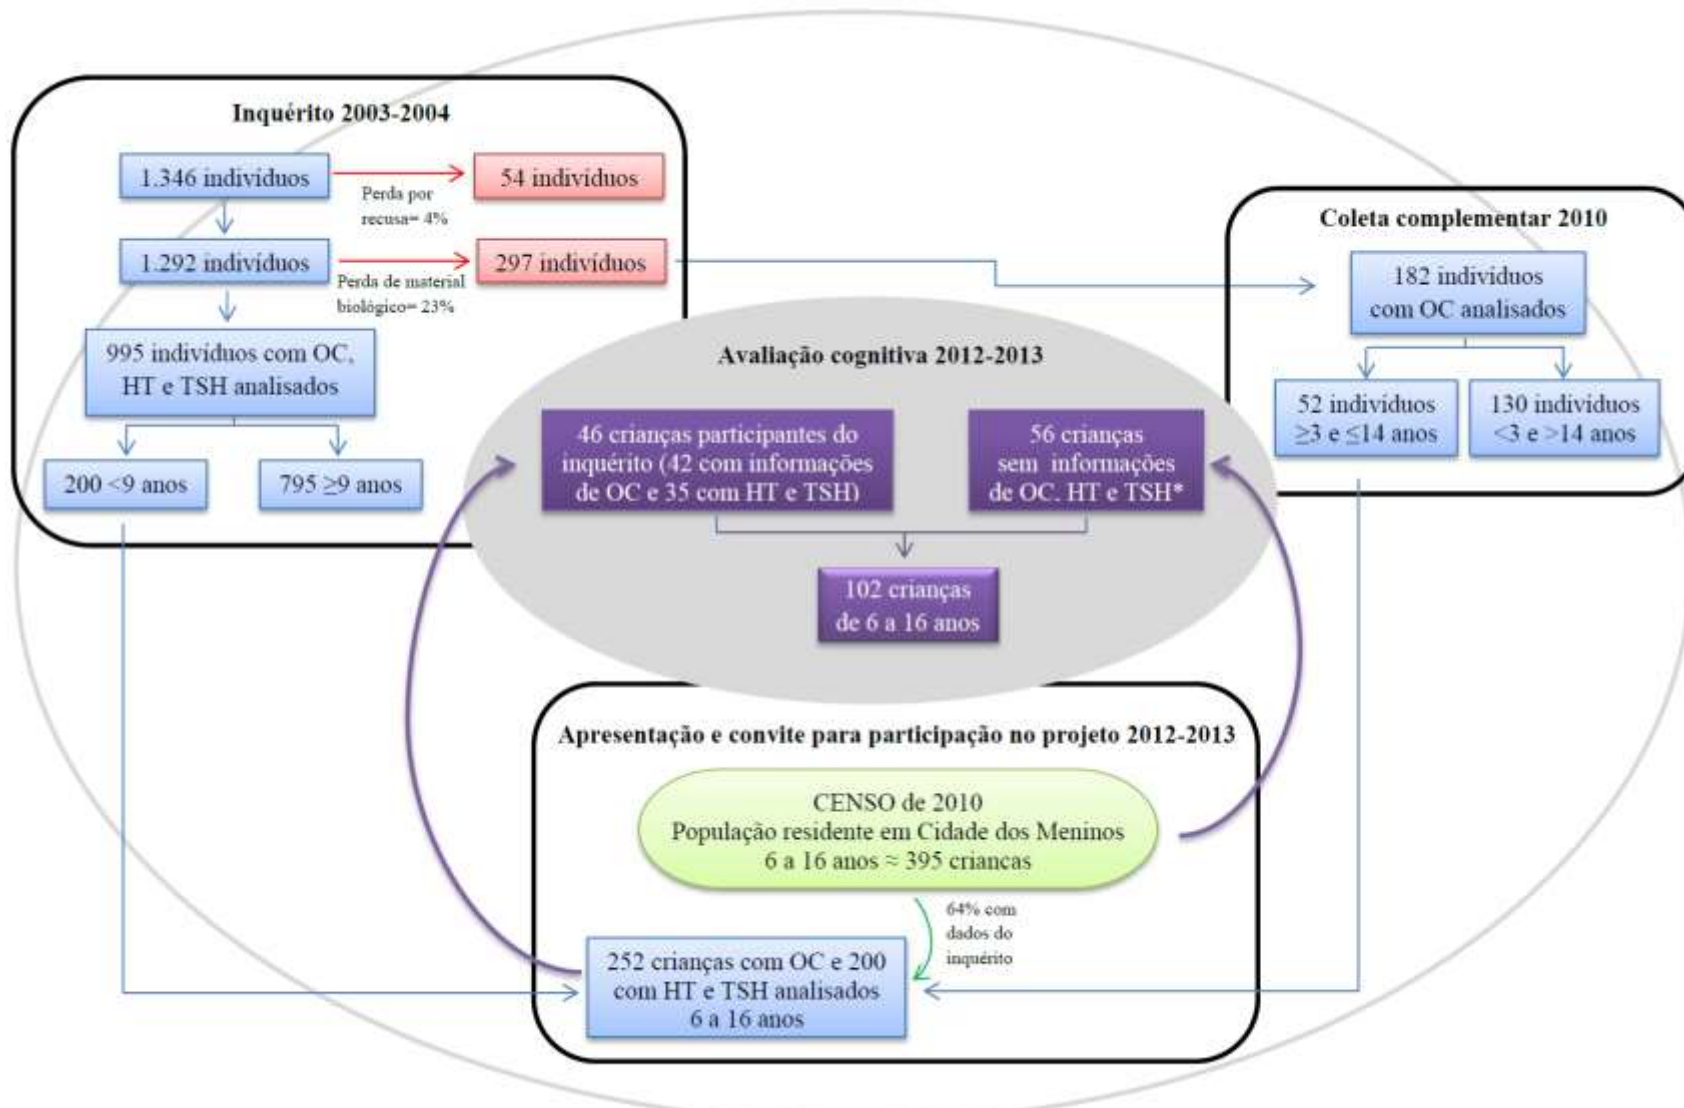 Inquérito 2003-2004
1.346 indivíduos
54 indivíduos
Perda por
recusa= 4%
1.292 indivíduos
297 indivíduos
Perda de material
biológico= 23%
995 indivíduos com OC,
HT e TSH analisados
200 <9 anos
795 ≥9 anos
Coleta complementar 2010
182 indivíduos
com OC analisados
52 indivíduos
≥3 e ≤14 anos
130 indivíduos
<3 e >14 anos
Avaliação cognitiva 2012-2013
46 crianças participantes do
inquérito (42 com informações
de OC e 35 com HT e TSH)
56 crianças
sem informações
de OC. HT e TSH*
102 crianças
de 6 a 16 anos
Apresentação e convite para participação no projeto 2012-2013
CENSO de 2010
População residente em Cidade dos Meninos
6 a 16 anos ≈ 395 criancas
64% com
dados do
inquérito
252 crianças com OC e 200
com HT e TSH analisados
6 a 16 anos